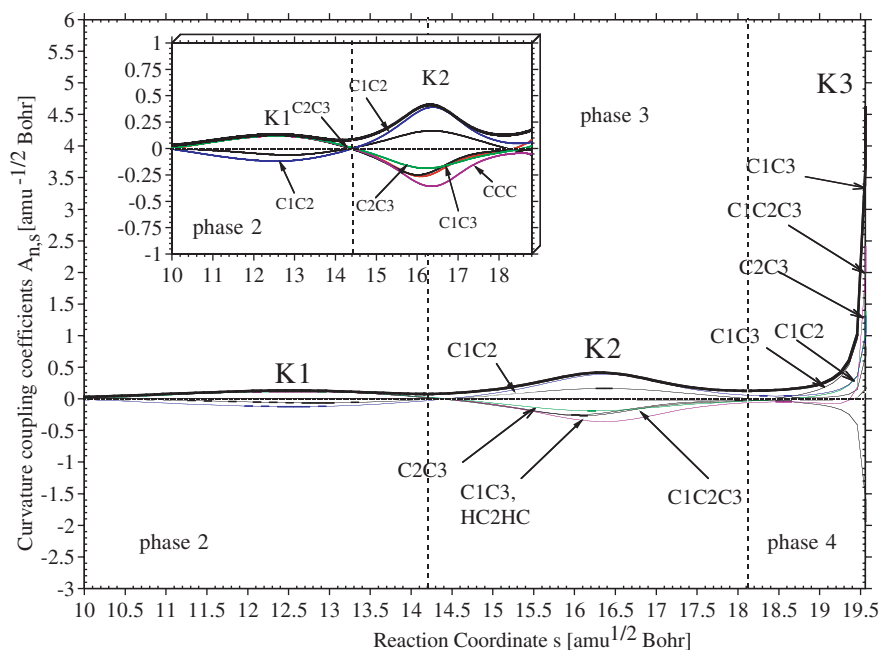 Curvature coupling coefficients A n,s [amu -1/2 Bohr]
6
5.5
5
4.5
4
3.5
3
2.5
2
1.5
1
0.5
0
-0.5
-1
-1.5
-2
-2.5
-3
1
0.75
0.5
0.25
0
-0.25
-0.5
-0.75
-1
K1
C2C3
C1C2
K2
C1C2
C2C3
C1C3
CCC
phase 2
10 11 12 13 14 15 16 17 18
phase 3
K3
C1C3
C1C2C3
C2C3
C1C3
C1C2
K1
C1C2
K2
C2C3
C1C3,
HC2HC
C1C2C3
phase 2
phase 4
10 10.5 11 11.5 12 12.5 13 13.5 14 14.5 15 15.5 16 16.5 17 17.5 18 18.5 19 19.5
Reaction Coordinate s [amu1/2 Bohr]